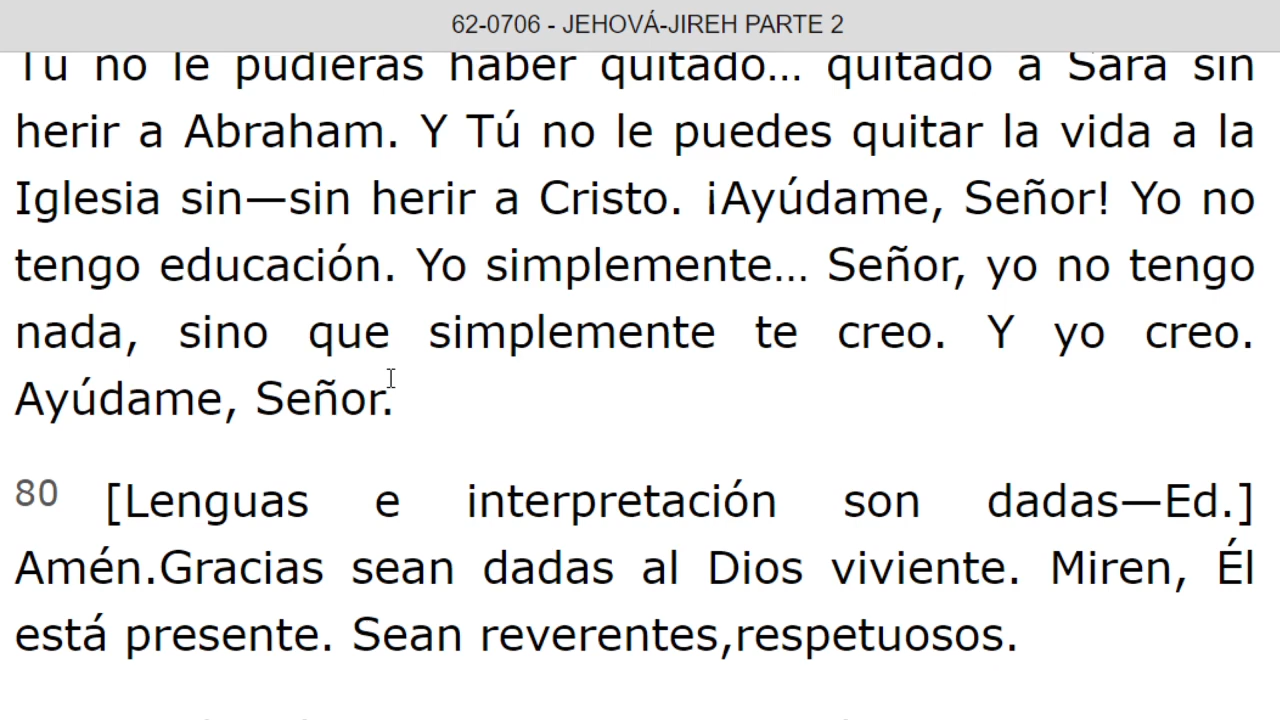 62-0706 - JEHOVÁ-JIREH PARTE 2
Tú no le pudieras haber quitado… quitado a Sara sin
herir a Abraham. Y Tú no le puedes quitar la vida a la
Iglesia sin—sin herir a Cristo. ¡Ayúdame, Señor! Yo no
tengo educación. Yo simplemente… Señor, yo no tengo
nada, sino que simplemente te creo. Y yo creo.
Ayúdame, Señor.
80 [Lenguas e interpretación son dadas—Ed.]
Amén.Gracias sean dadas al Dios viviente. Miren, Él
está presente. Sean reverentes,respetuosos.